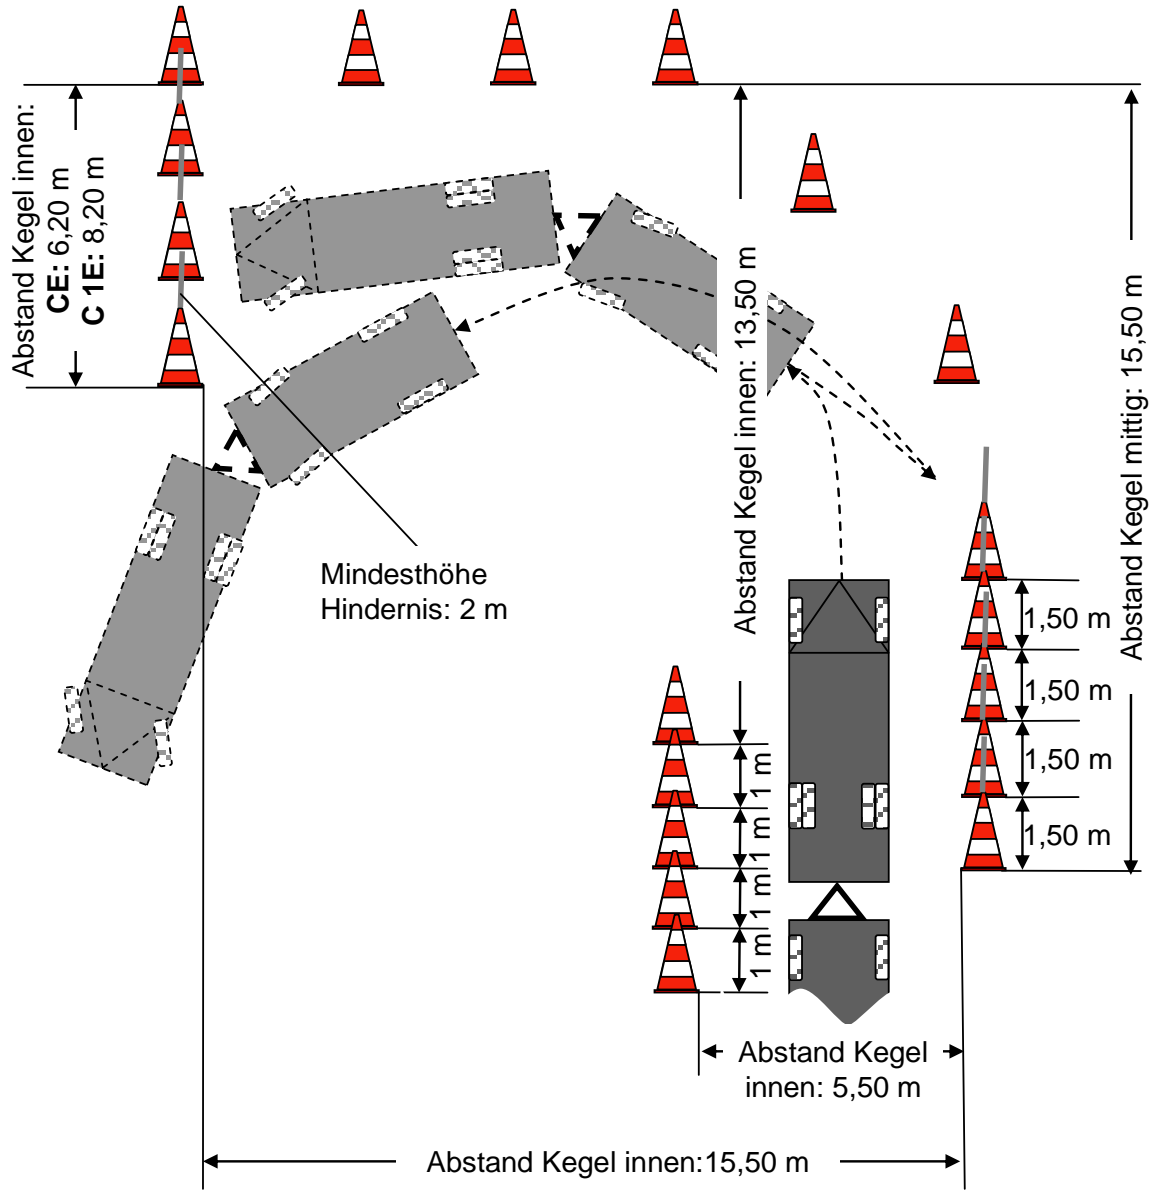 Abstand Kegel innen:
CE: 6,20 m
C 1E: 8,20 m
Abstand Kegel innen: 13,50 m
Abstand Kegel mittig: 15,50 m
Mindesthöhe
Hindernis: 2 m
1,50 m
1,50 m
1,50 m
1,50 m
1 m
1 m
1 m
1 m
Abstand Kegel
innen: 5,50 m
Abstand Kegel innen:15,50 m